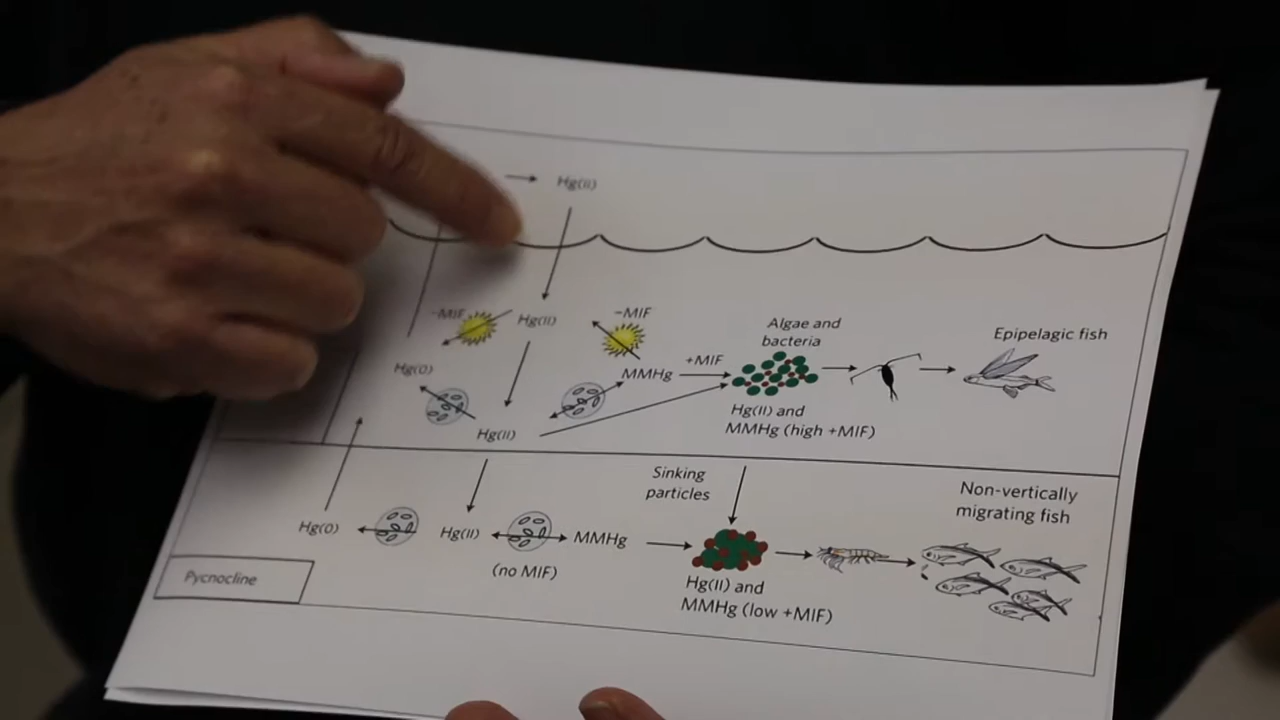 Hg(II)
-MIF
Hg(II)
-MIF
Algae and
bacteria
Epipelagic fish
Hg(0)
MMHg
+MIF
Hg(II)
Hg(II) and
MMHg (high +MIF)
Sinking
particles
Non-vertically
migrating fish
Hg(0)
Hg(II)
MMHg
(no MIF)
Pycnocline
Hg(II) and
MMHg (low +MIF)